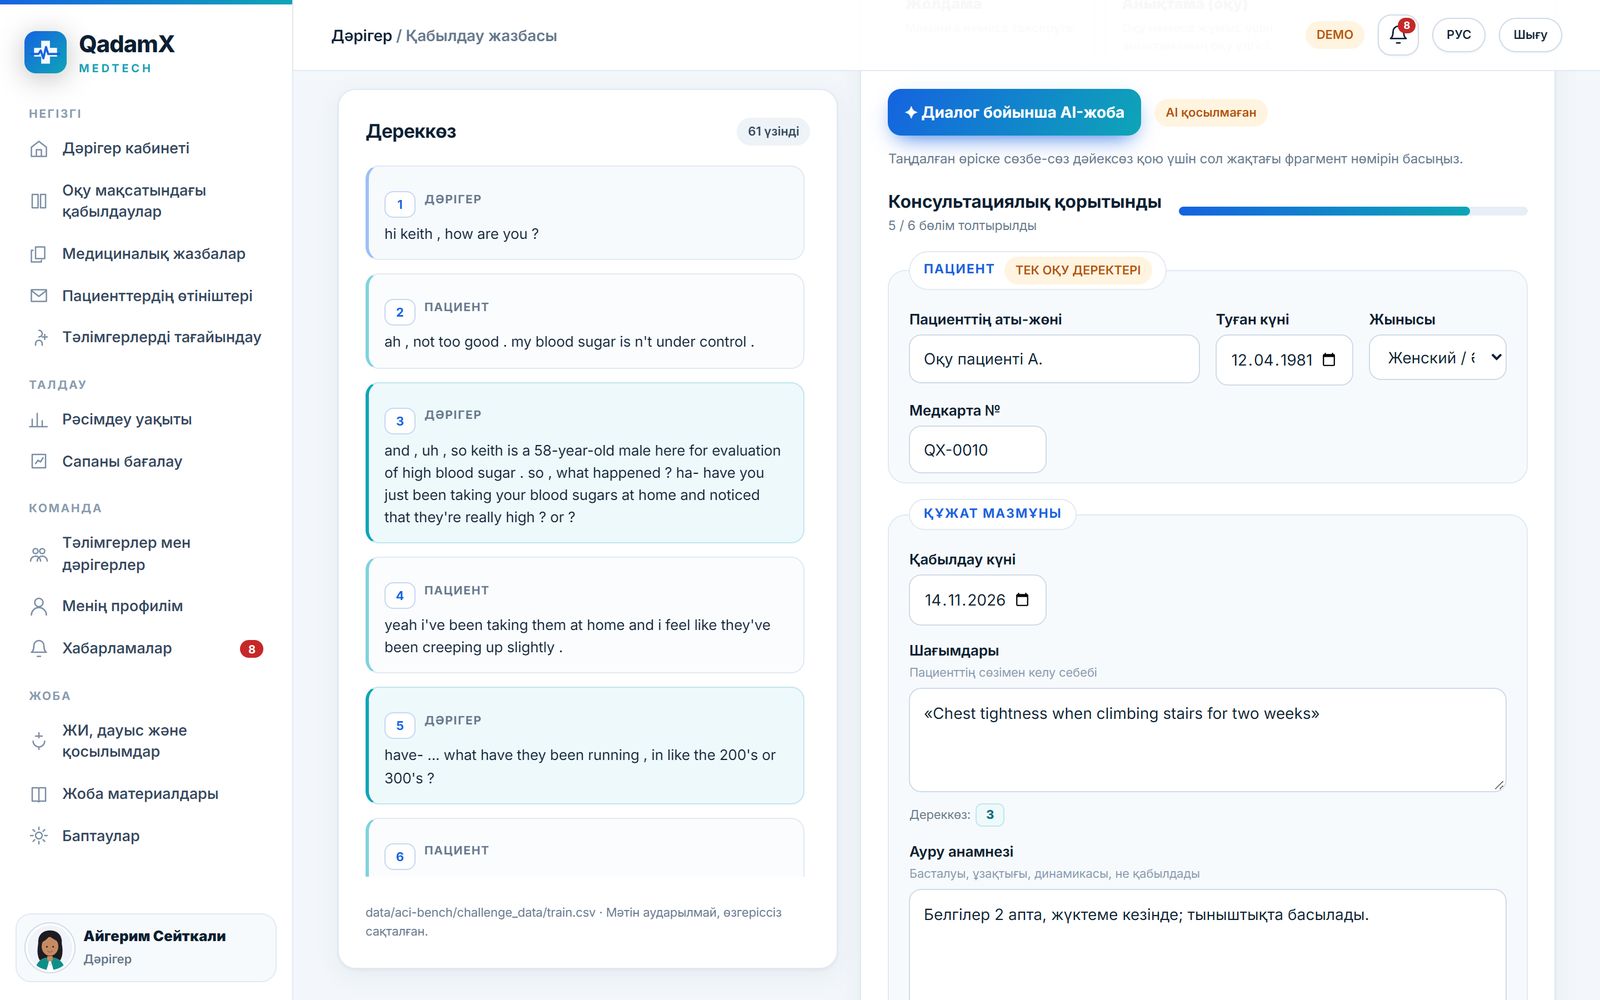 QadamX
MEDTECH
НЕГІЗГІ
Дәрігер кабинеті
Оқу мақсатындағы
қабылдаулар
Медициналық жазбалар
Пациенттердің өтініштері
Тәлімгерлерді тағайындау
ТАЛДАУ
Рәсімдеу уақыты
Сапаны бағалау
КОМАНДА
Тәлімгерлер мен
дәрігерлер
Менің профилім
Хабарламалар 8
ЖОБА
ЖИ, дауыс және
қосылымдар
Жоба материалдары
Баптаулар
Айгерим Сейткали
Дәрігер
Дәрігер / Қабылдау жазбасы
DEMO
8
РУС
Шығу
Дереккөз
61 үзінді
1 ДӘРІГЕР
hi keith , how are you ?
2 ПАЦИЕНТ
ah , not too good . my blood sugar is n't under control .
3 ДӘРІГЕР
and , uh , so keith is a 58-year-old male here for evaluation
of high blood sugar . so , what happened ? ha- have you
just been taking your blood sugars at home and noticed
that they're really high ? or ?
4 ПАЦИЕНТ
yeah i've been taking them at home and i feel like they've
been creeping up slightly .
5 ДӘРІГЕР
have- ... what have they been running , in like the 200's or
300's ?
6 ПАЦИЕНТ
data/aci-bench/challenge_data/train.csv · Мәтін аударылмай, өзгеріссіз
сақталған.
Жолдама
Анықтама (оқу)
✦ Диалог бойынша AI-жоба
AI қосылмаған
Таңдалған өріске сөзбе-сөз дәйексөз қою үшін сол жақтағы фрагмент нөмірін басыңыз.
Консультациялық қорытынды
5 / 6 бөлім толтырылды
ПАЦИЕНТ ТЕК ОҚУ ДЕРЕКТЕРІ
Пациенттің аты-жөні
Оқу пациенті А.
Туған күні
12.04.1981
Жынысы
Женский /
Медкарта №
QX-0010
ҚҰЖАТ МАЗМҰНЫ
Қабылдау күні
14.11.2026
Шағымдары
Пациенттің сөзімен келу себебі
«Chest tightness when climbing stairs for two weeks»
Дереккөз: 3
Ауру анамнезі
Басталуы, ұзақтығы, динамикасы, не қабылдады
Белгілер 2 апта, жүктеме кезінде; тыныштықта басылады.